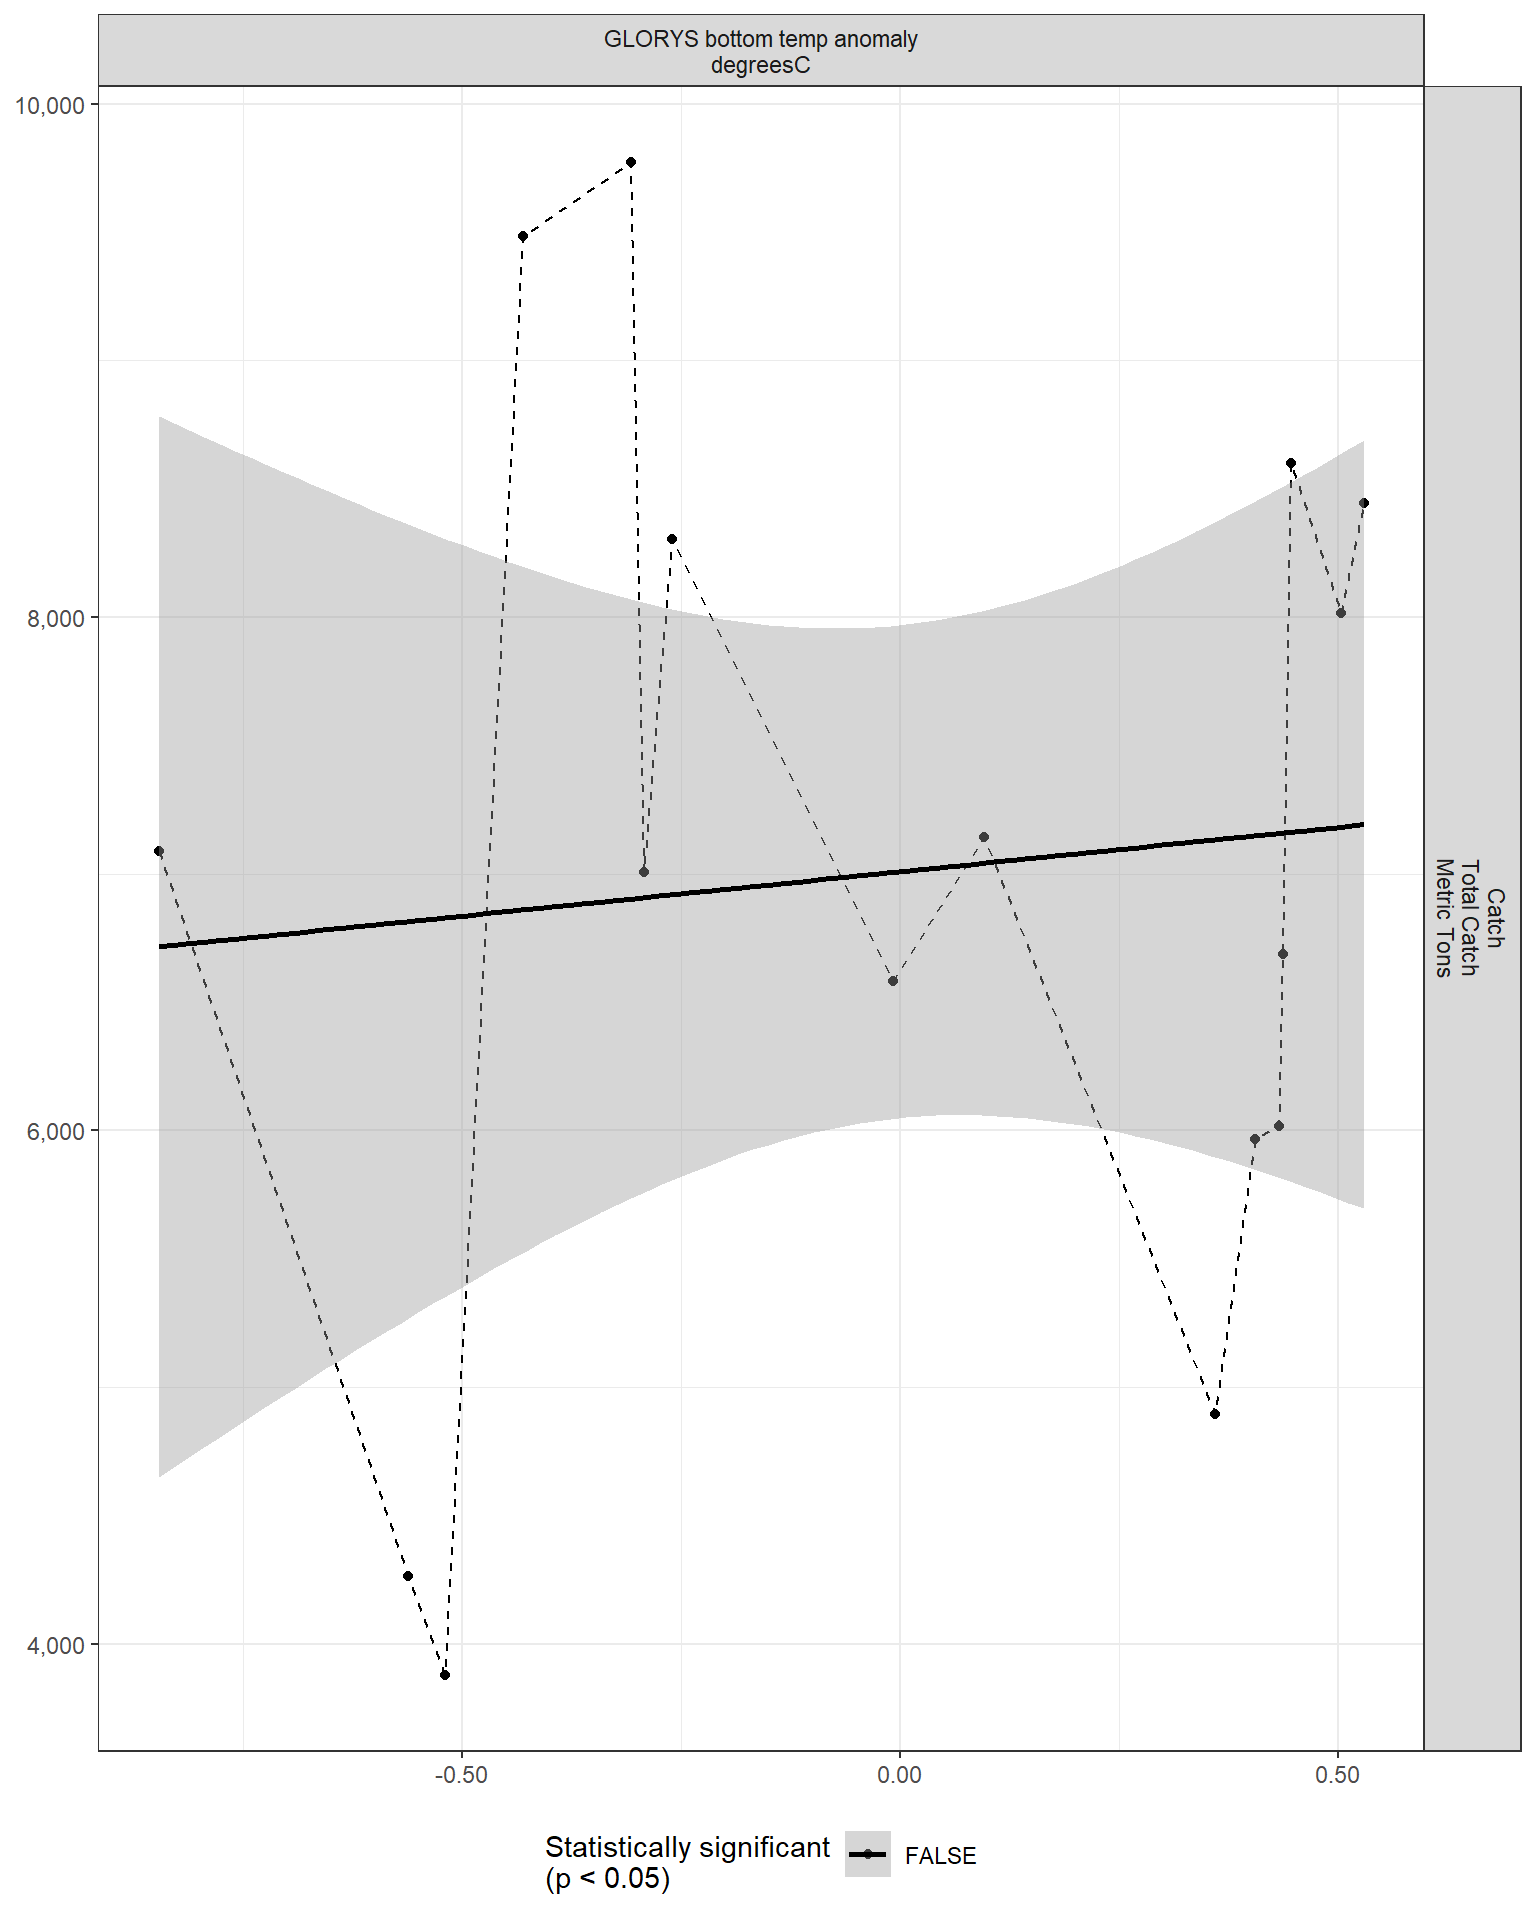 GLORYS bottom temp anomaly
degreesC
10,000
8,000
6,000
4,000
Catch
Total Catch
Metric Tons
-0.50
0.00
0.50
Statistically significant
(p < 0.05)
FALSE